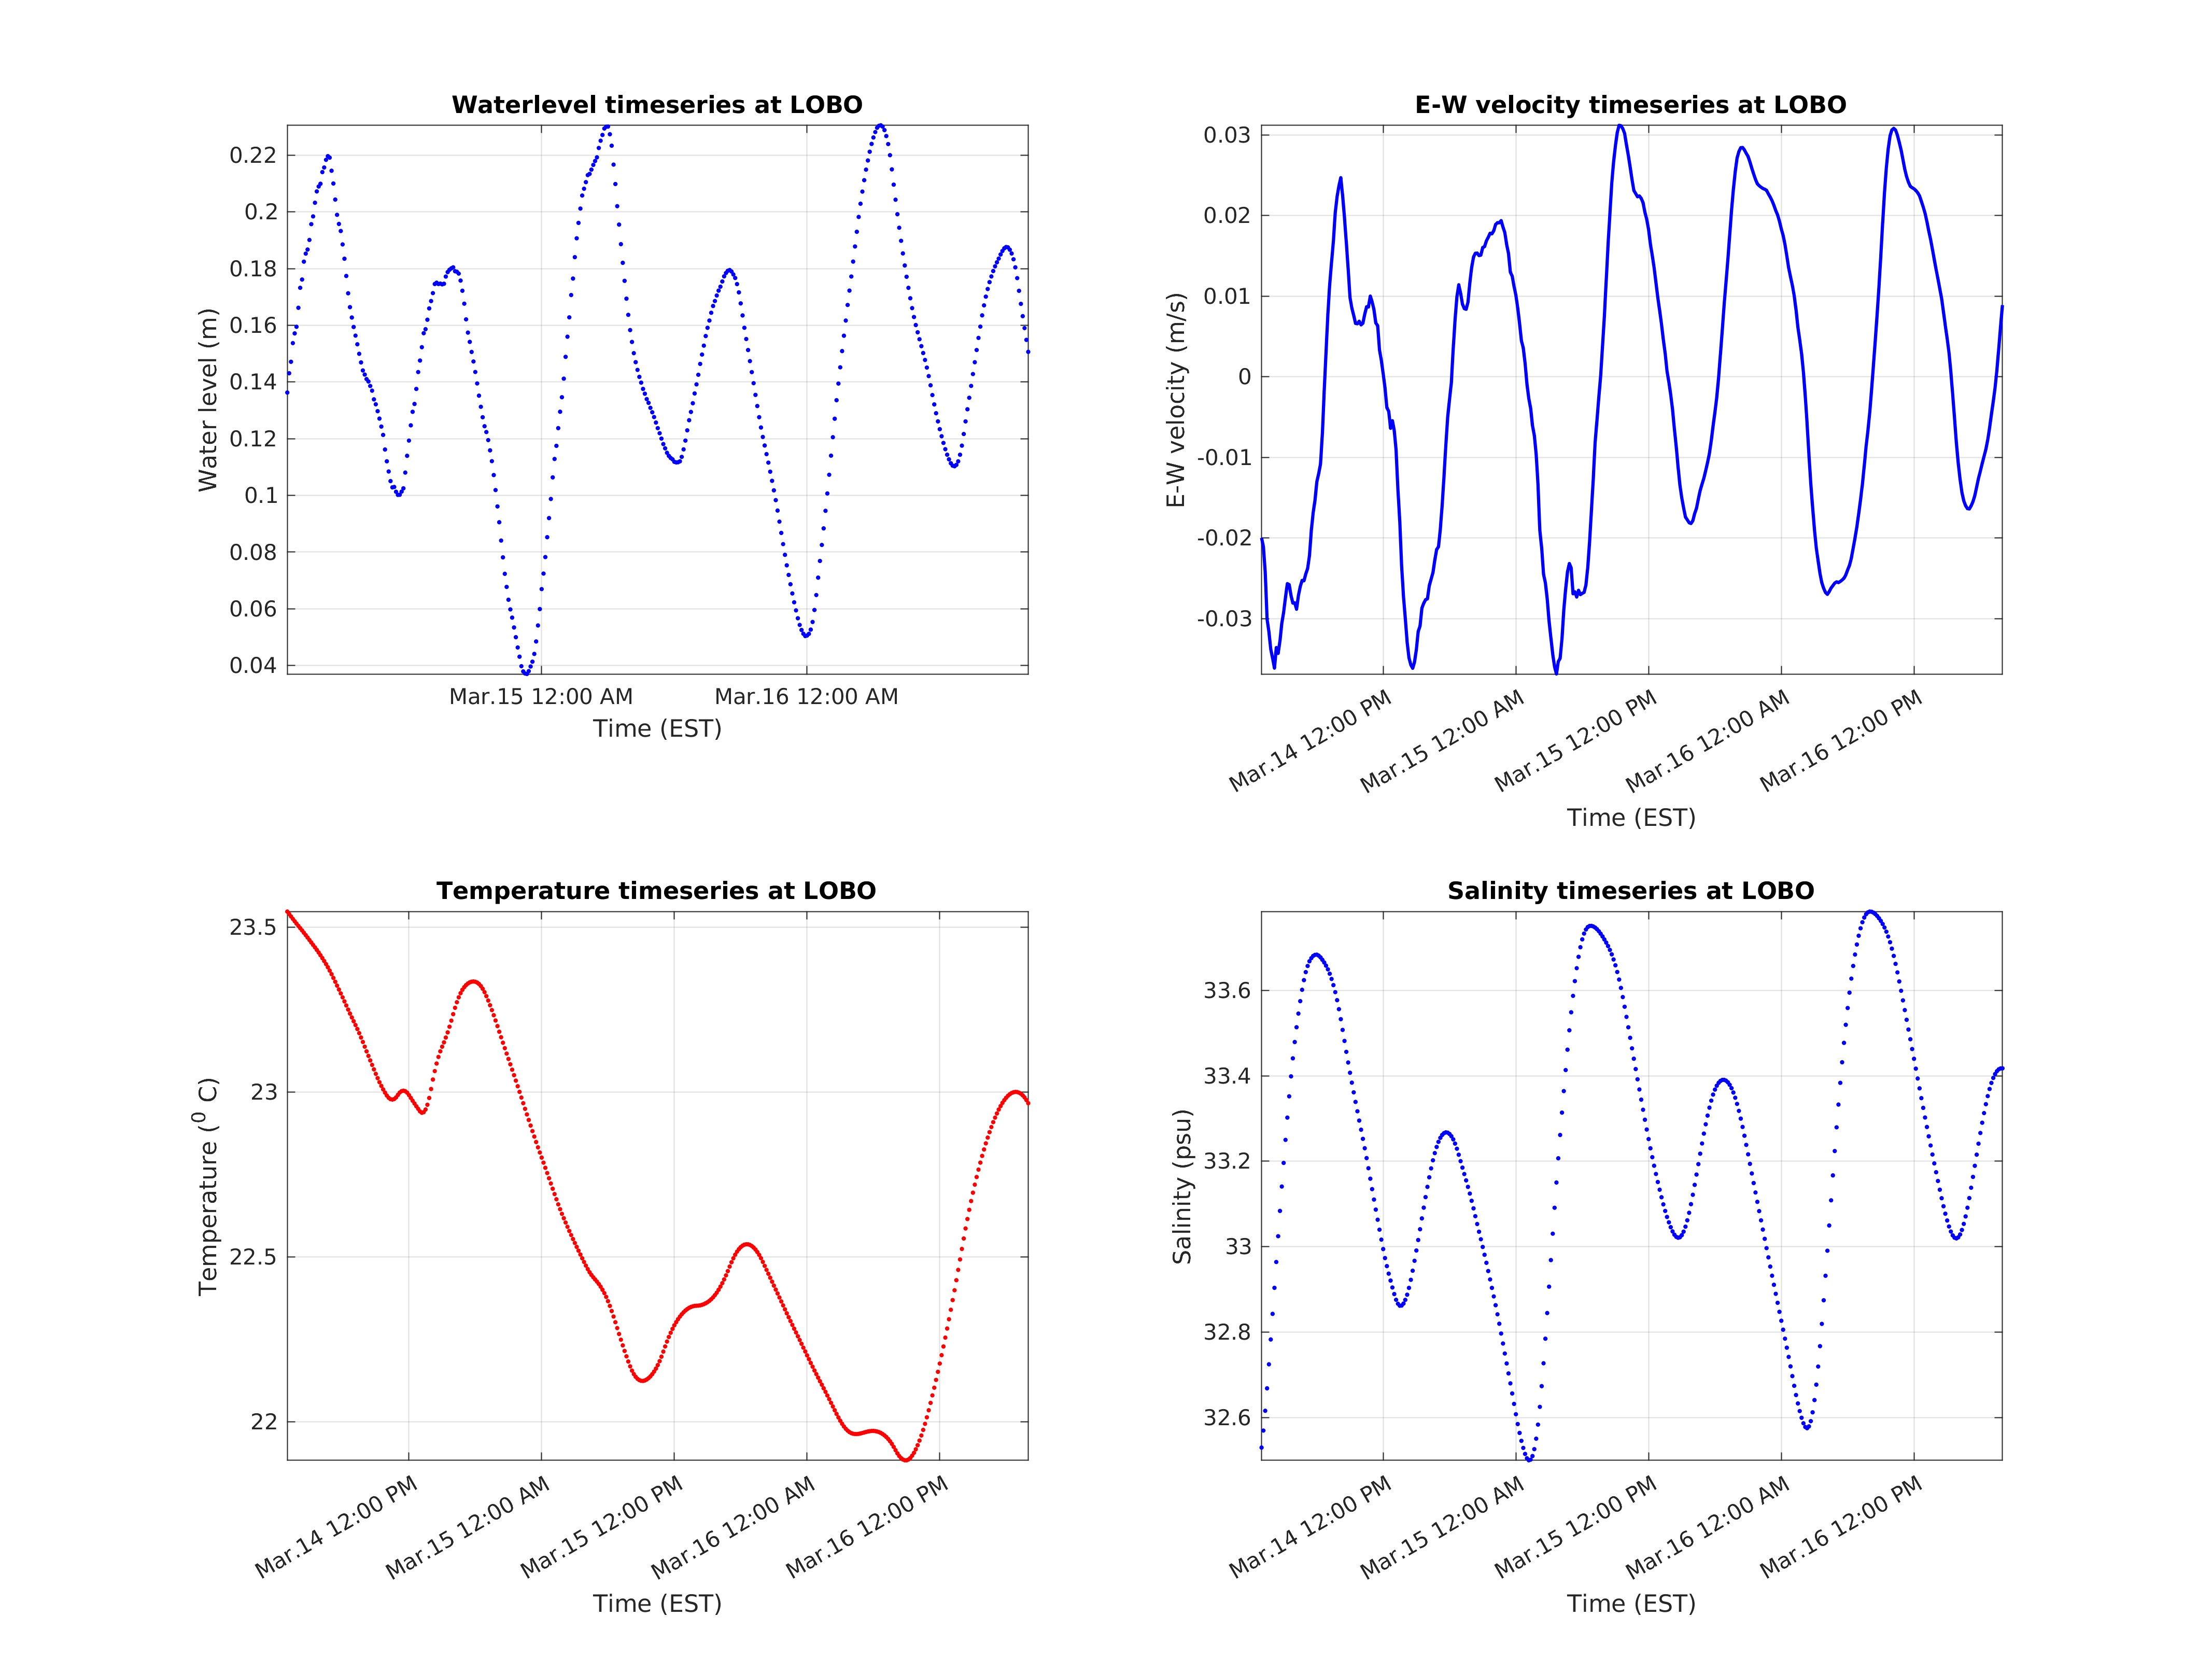 Waterlevel timeseries at LOBO
0.22
0.2
0.18
0.16
0.14
0.12
0.1
0.08
0.06
0.04
Water level (m)
Mar.15 12:00 AM
Mar.16 12:00 AM
Time (EST)
E-W velocity timeseries at LOBO
0.03
0.02
0.01
0
-0.01
-0.02
-0.03
E-W velocity (m/s)
Mar.14 12:00 PM
Mar.15 12:00 AM
Mar.15 12:00 PM
Mar.16 12:00 AM
Mar.16 12:00 PM
Time (EST)
Temperature timeseries at LOBO
23.5
23
22.5
22
Temperature (⁰ C)
Mar.14 12:00 PM
Mar.15 12:00 AM
Mar.15 12:00 PM
Mar.16 12:00 AM
Mar.16 12:00 PM
Time (EST)
Salinity timeseries at LOBO
33.6
33.4
33.2
33
32.8
32.6
Salinity (psu)
Mar.14 12:00 PM
Mar.15 12:00 AM
Mar.15 12:00 PM
Mar.16 12:00 AM
Mar.16 12:00 PM
Time (EST)